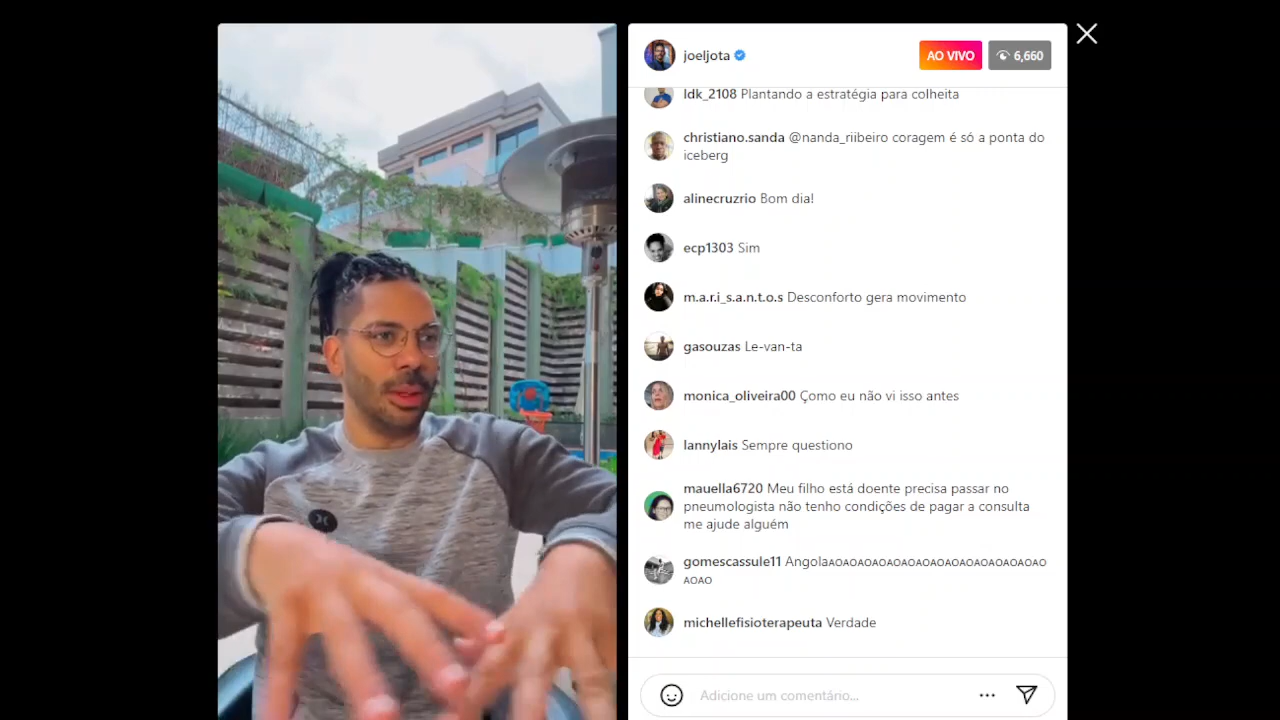 joeljota
AO VIVO
6,660
ldk_2108 Plantando a estratégia para colheita
christiano.sanda @nanda_riibeiro coragem é só a ponta do
iceberg
alinecruzrio Bom dia!
ecp1303 Sim
m.a.r.i_s.a.n.t.o.s Desconforto gera movimento
gasouzas Le-van-ta
monica_oliveira00 Çomo eu não vi isso antes
lannylais Sempre questiono
mauella6720 Meu filho está doente precisa passar no
pneumologista não tenho condições de pagar a consulta
me ajude alguém
gomescassule11 Angolaᴀᴏᴀᴏᴀᴏᴀᴏᴀᴏᴀᴏᴀᴏᴀᴏᴀᴏᴀᴏᴀᴏᴀᴏᴀᴏᴀᴏᴀᴏ
ᴀᴏᴀᴏ
michellefisioterapeuta Verdade
Adicione um comentário...